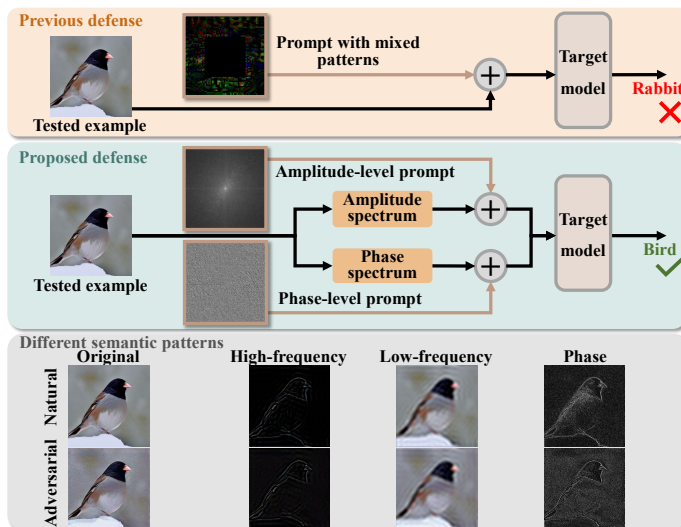 Previous defense
Prompt with mixed
patterns
Target
model
Rabbit
Tested example
Proposed defense
Amplitude-level prompt
Amplitude
spectrum
Target
model
Phase
spectrum
Bird
Tested example
Phase-level prompt
Different semantic patterns
Original High-frequency Low-frequency Phase
Natural
Adversarial